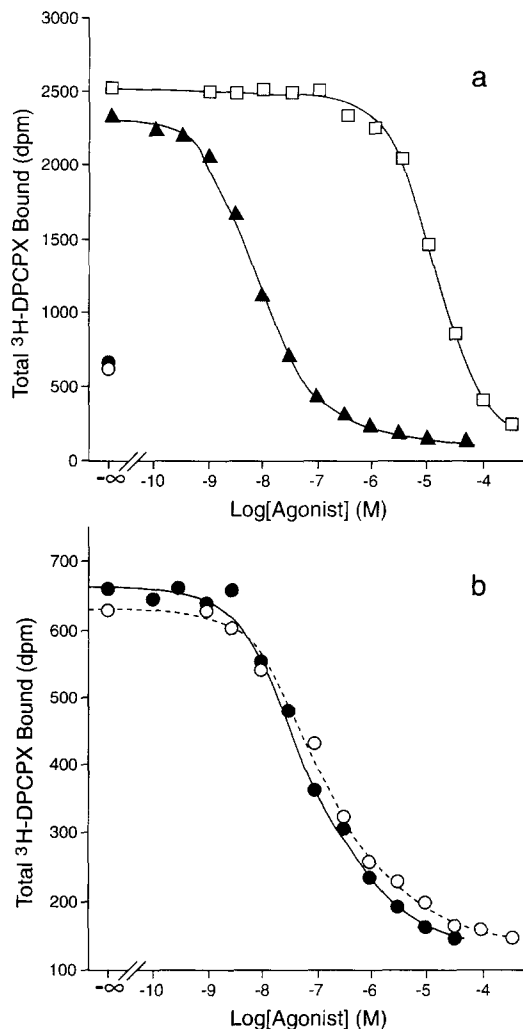 a
Total ³H-DPCPX Bound (dpm)
3000
2500
2000
1500
1000
500
0
-∞ -10 -9 -8 -7 -6 -5 -4
Log[Agonist] (M)
b
Total ³H-DPCPX Bound (dpm)
700
600
500
400
300
200
100
-∞ -10 -9 -8 -7 -6 -5 -4
Log[Agonist] (M)